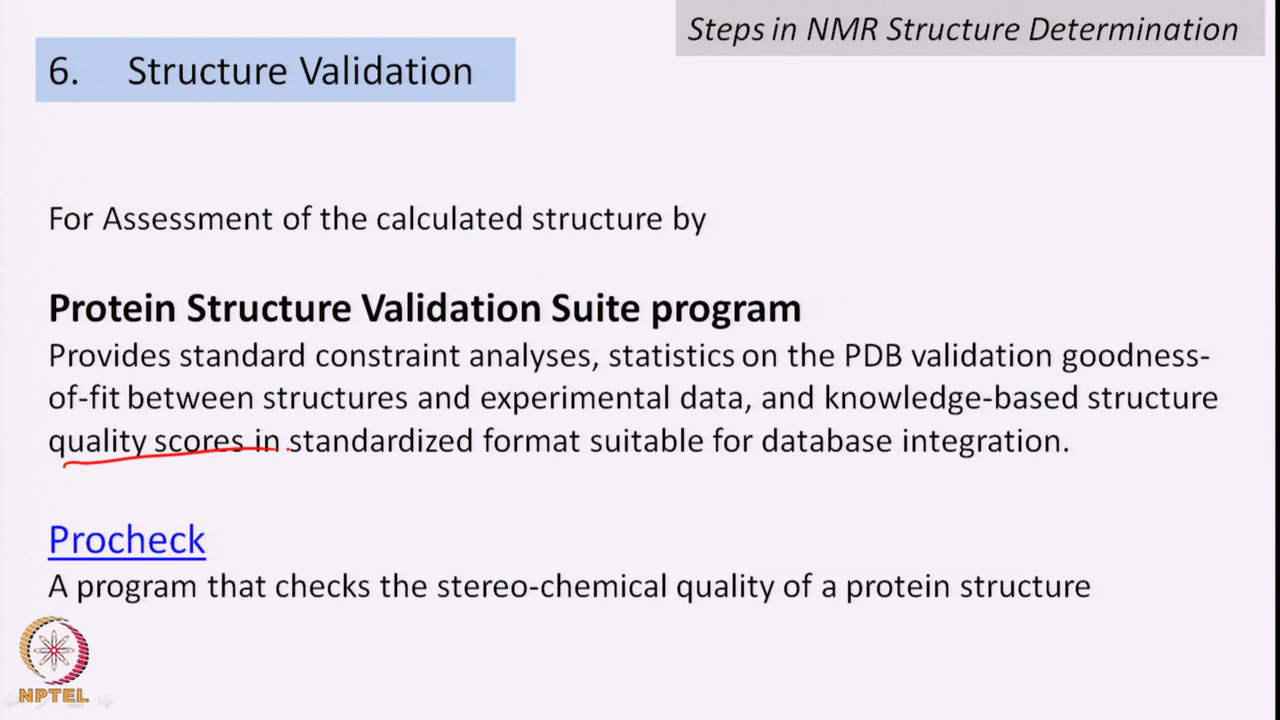 Steps in NMR Structure Determination
6. Structure Validation
For Assessment of the calculated structure by
Protein Structure Validation Suite program
Provides standard constraint analyses, statistics on the PDB validation goodness-
of-fit between structures and experimental data, and knowledge-based structure
quality scores in standardized format suitable for database integration.
Procheck
A program that checks the stereo-chemical quality of a protein structure
NPTEL